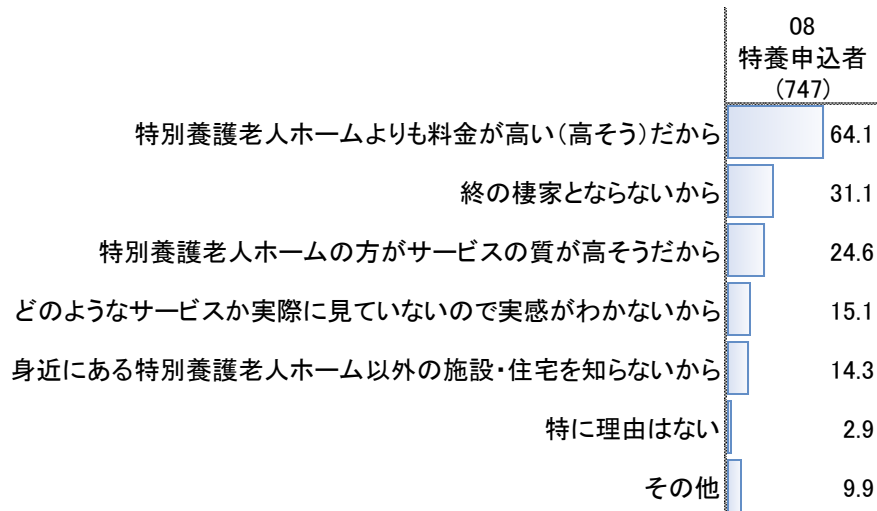 08
特養申込者
(747)
特別養護老人ホームよりも料金が高い(高そう)だから 64.1
終の棲家とならないから 31.1
特別養護老人ホームの方がサービスの質が高そうだから 24.6
どのようなサービスか実際に見ていないので実感がわかないから 15.1
身近にある特別養護老人ホーム以外の施設・住宅を知らないから 14.3
特に理由はない 2.9
その他 9.9